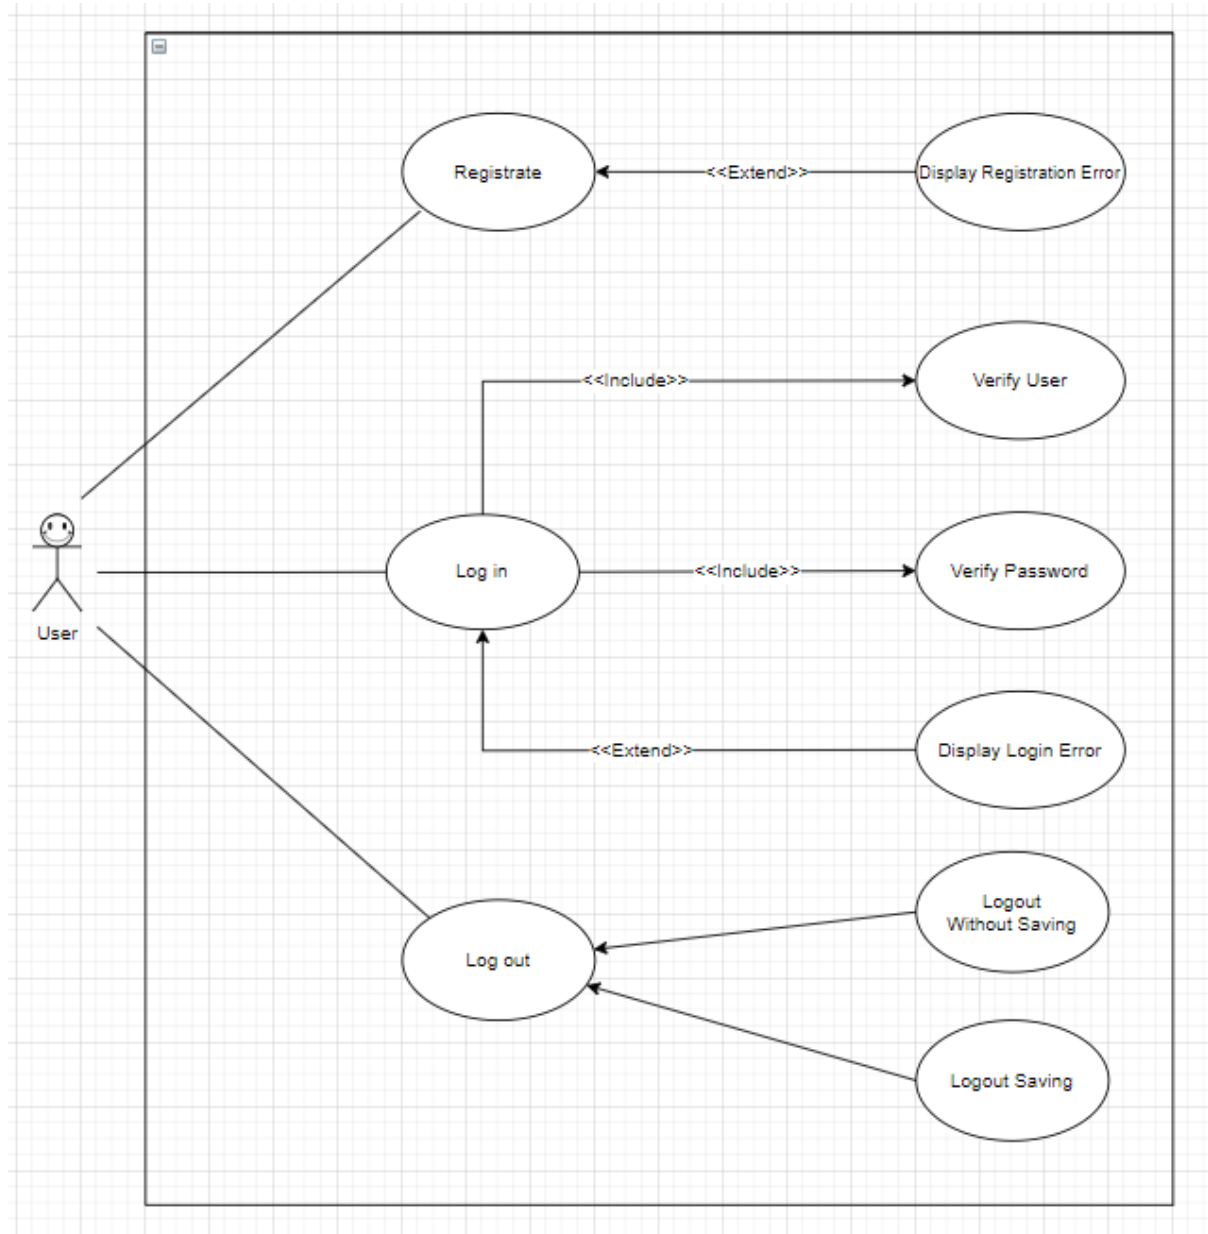 Registrate
<<Extend>>
Display Registration Error
<<Include>>
Verify User
User
Log in
<<Include>>
Verify Password
<<Extend>>
Display Login Error
Log out
Logout
Without Saving
Logout Saving